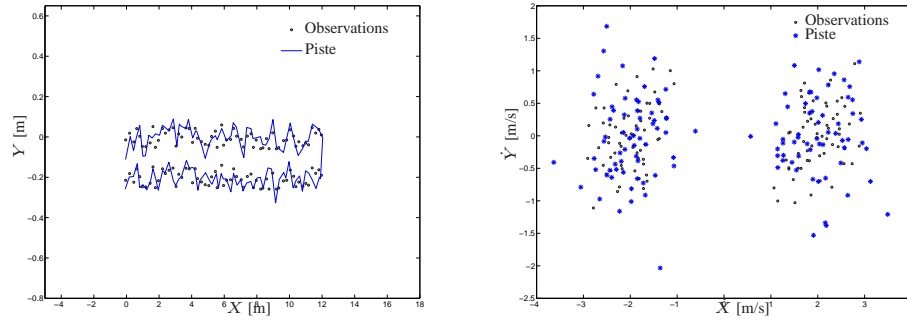 0.6
0.4
0.2
0
−0.2
−0.4
−0.6
−0.8
Y [m]
Observations
Piste
−4 −2 0 2 4 6 8 10 12 14 16 18
X [m]
2
1.5
1
0.5
0
−0.5
−1
−1.5
−2
−2.5
Ẏ [m/s]
Observations
Piste
−4 −3 −2 −1 0 1 2 3 4
Ẋ [m/s]